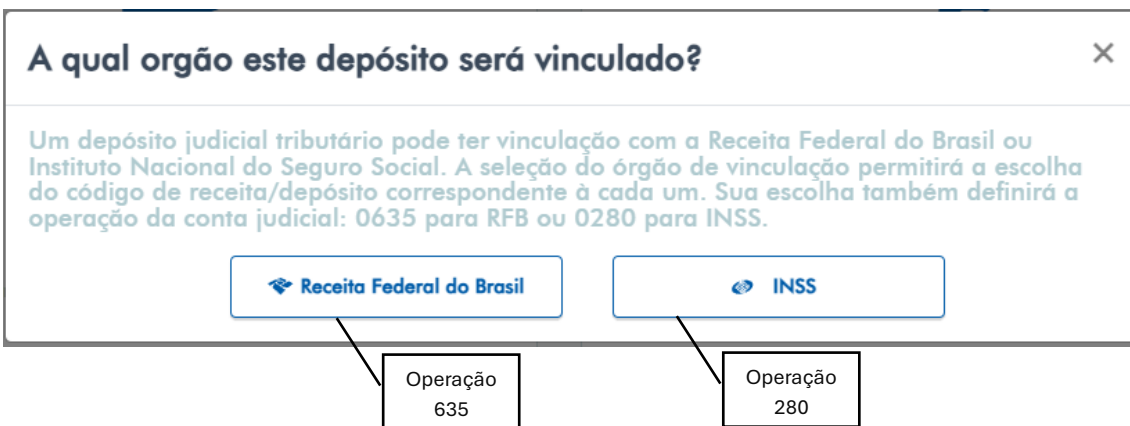 A qual orgão este depósito será vinculado?
Um depósito judicial tributário pode ter vinculação com a Receita Federal do Brasil ou
Instituto Nacional do Seguro Social. A seleção do órgão de vinculação permitirá a escolha
do código de receita/depósito correspondente à cada um. Sua escolha também definirá a
operação da conta judicial: 0635 para RFB ou 0280 para INSS.
Receita Federal do Brasil
INSS
Operação
635
Operação
280